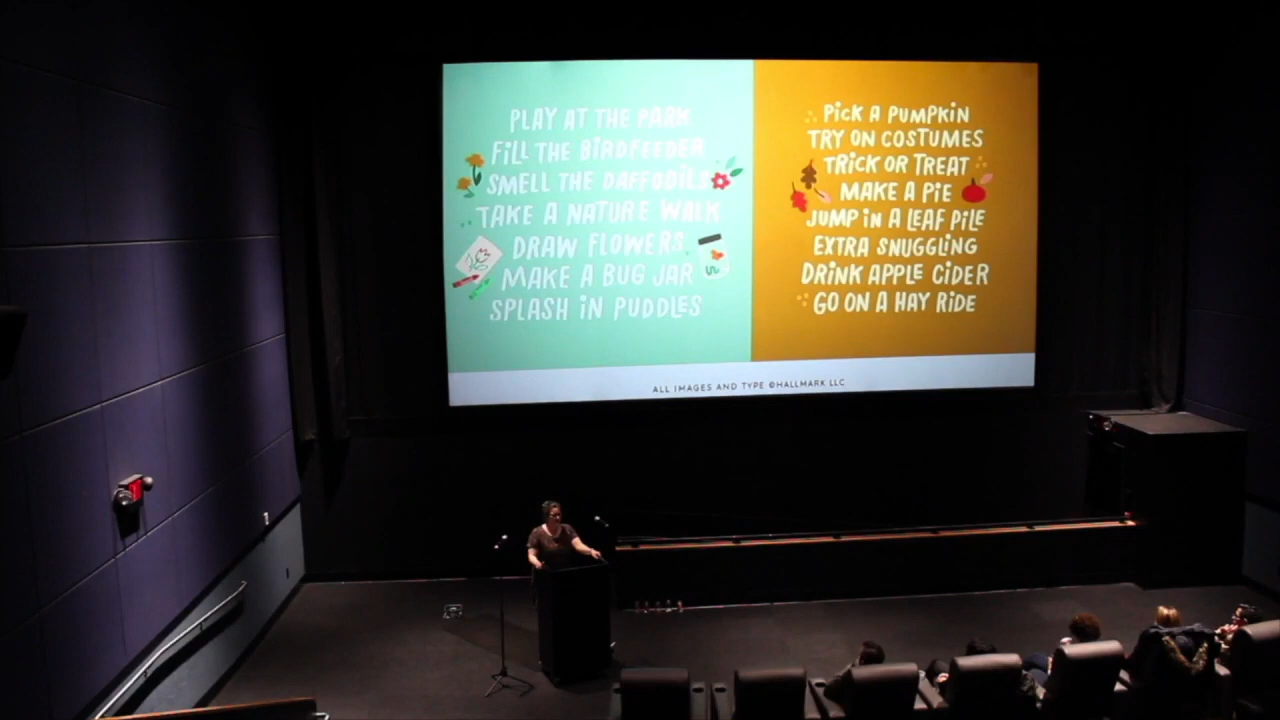 PLAY AT THE PARK
FILL THE BIRDFEEDER
SMELL THE DAFFODILS
TAKE A NATURE WALK
DRAW FLOWERS
MAKE A BUG JAR
SPLASH IN PUDDLES
PICK A PUMPKIN
TRY ON COSTUMES
TRICK OR TREAT
MAKE A PIE
JUMP IN A LEAF PILE
EXTRA SNUGGLING
DRINK APPLE CIDER
GO ON A HAY RIDE
ALL IMAGES AND TYPE ©HALLMARK LLC